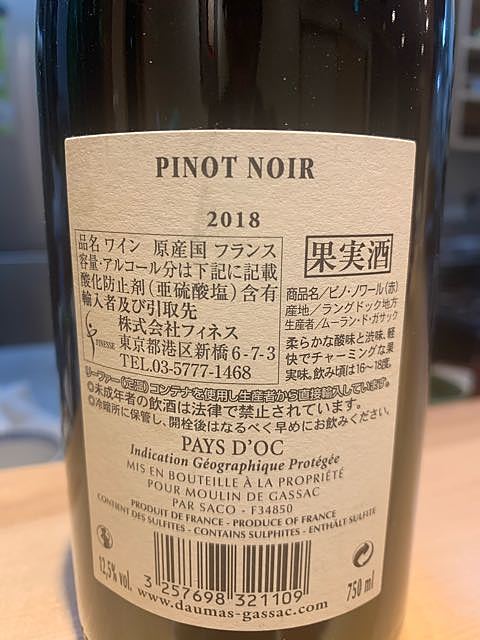 PINOT NOIR
2018
品名 ワイン 原産国 フランス
容量・アルコール分は下記に記載
酸化防止剤(亜硫酸塩)含有
輸入者及び引取先
株式会社フィネス
FINESSE 東京都港区新橋6-7-3
TEL.03-5777-1468
果実酒
商品名/ピノ・ノワール(赤)
産地/ラングドック地方
生産者/ムーラン・ド・ガサック
柔らかな酸味と渋味、軽
快でチャーミングな果
実味。飲み頃は16~18度。
リーファー(定温)コンテナを使用し生産者から直接輸入しています。
◎未成年者の飲酒は法律で禁止されています。
◎冷暗所に保管し、開栓後はなるべく早めにお飲みください。
PAYS D'OC
Indication Géographique Protégée
MIS EN BOUTEILLE À LA PROPRIÉTÉ
POUR MOULIN DE GASSAC
PAR SACO - F34850
PRODUIT DE FRANCE - PRODUCE OF FRANCE
CONTIENT DES SULFITES - CONTAINS SULPHITES - ENTHÄLT SULFITE
12,5% vol.
3 257698 321109
750 ml
www.daumas-gassac.com